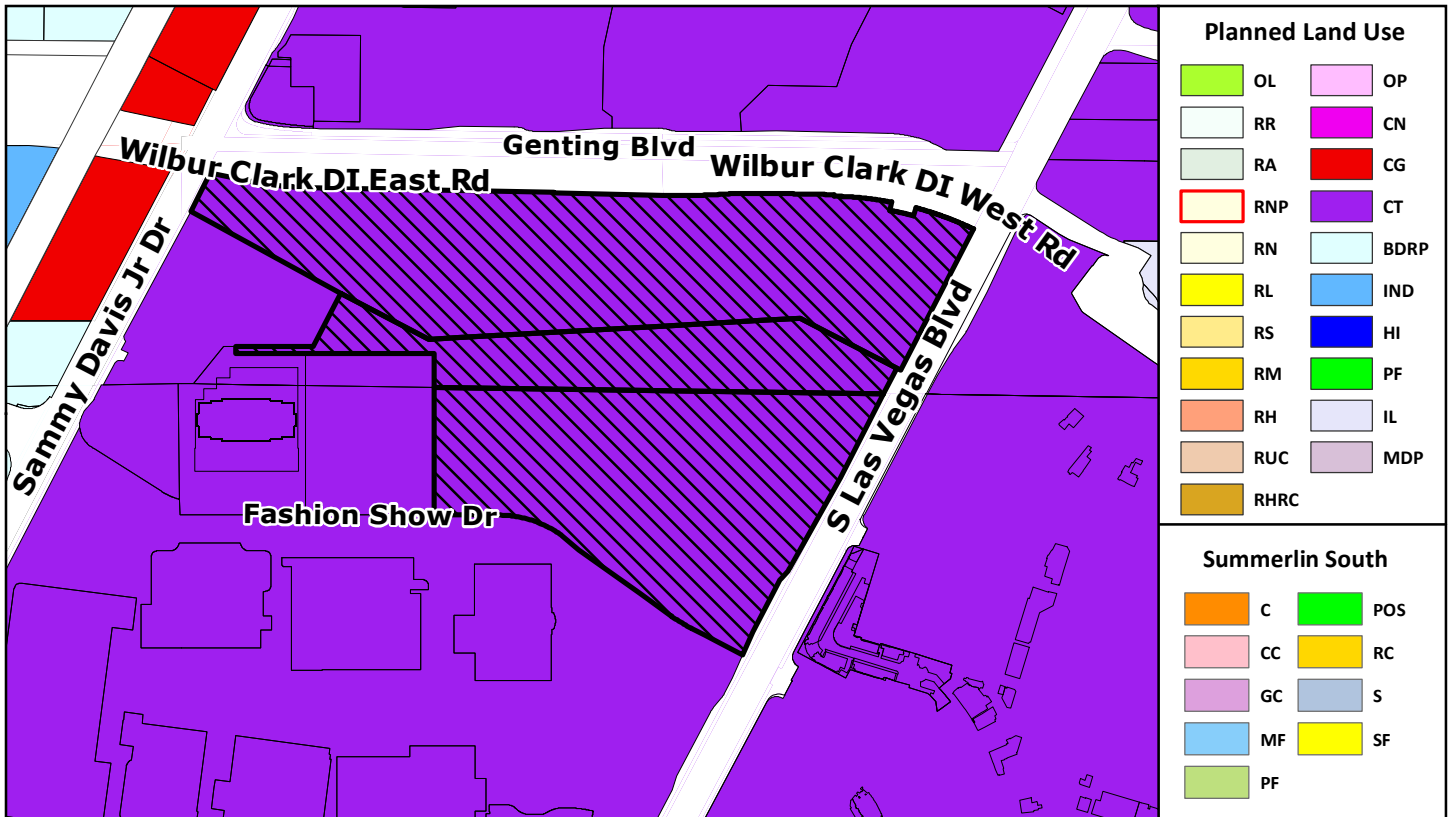 Genting Blvd
Wilbur Clark DI East Rd
Wilbur Clark DI West Rd
Sammy Davis Jr Dr
S Las Vegas Blvd
Fashion Show Dr
Planned Land Use
OL OP
RR CN
RA CG
RNP CT
RN BDRP
RL IND
RS HI
RM PF
RH IL
RUC MDP
RHRC
Summerlin South
C POS
CC RC
GC S
MF SF
PF